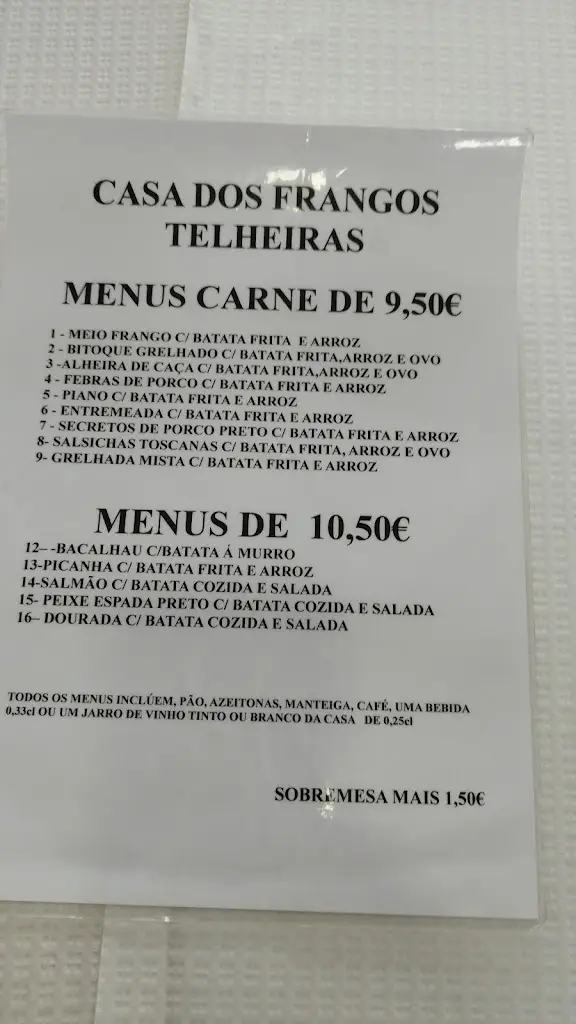 CASA DOS FRANGOS
TELHEIRAS
MENUS CARNE DE 9,50€
1 - MEIO FRANGO C/ BATATA FRITA E ARROZ
2 - BITOQUE GRELHADO C/ BATATA FRITA,ARROZ E OVO
3 -ALHEIRA DE CAÇA C/ BATATA FRITA,ARROZ E OVO
4 - FEBRAS DE PORCO C/ BATATA FRITA E ARROZ
5 - PIANO C/ BATATA FRITA E ARROZ
6 - ENTREMEADA C/ BATATA FRITA E ARROZ
7 - SECRETOS DE PORCO PRETO C/ BATATA FRITA E ARROZ
8- SALSICHAS TOSCANAS C/ BATATA FRITA, ARROZ E OVO
9- GRELHADA MISTA C/ BATATA FRITA E ARROZ
MENUS DE 10,50€
12– -BACALHAU C/BATATA Á MURRO
13-PICANHA C/ BATATA FRITA E ARROZ
14-SALMÃO C/ BATATA COZIDA E SALADA
15- PEIXE ESPADA PRETO C/ BATATA COZIDA E SALADA
16– DOURADA C/ BATATA COZIDA E SALADA
TODOS OS MENUS INCLÚEM, PÃO, AZEITONAS, MANTEIGA, CAFÉ, UMA BEBIDA
0,33cl OU UM JARRO DE VINHO TINTO OU BRANCO DA CASA DE 0,25cl
SOBREMESA MAIS 1,50€